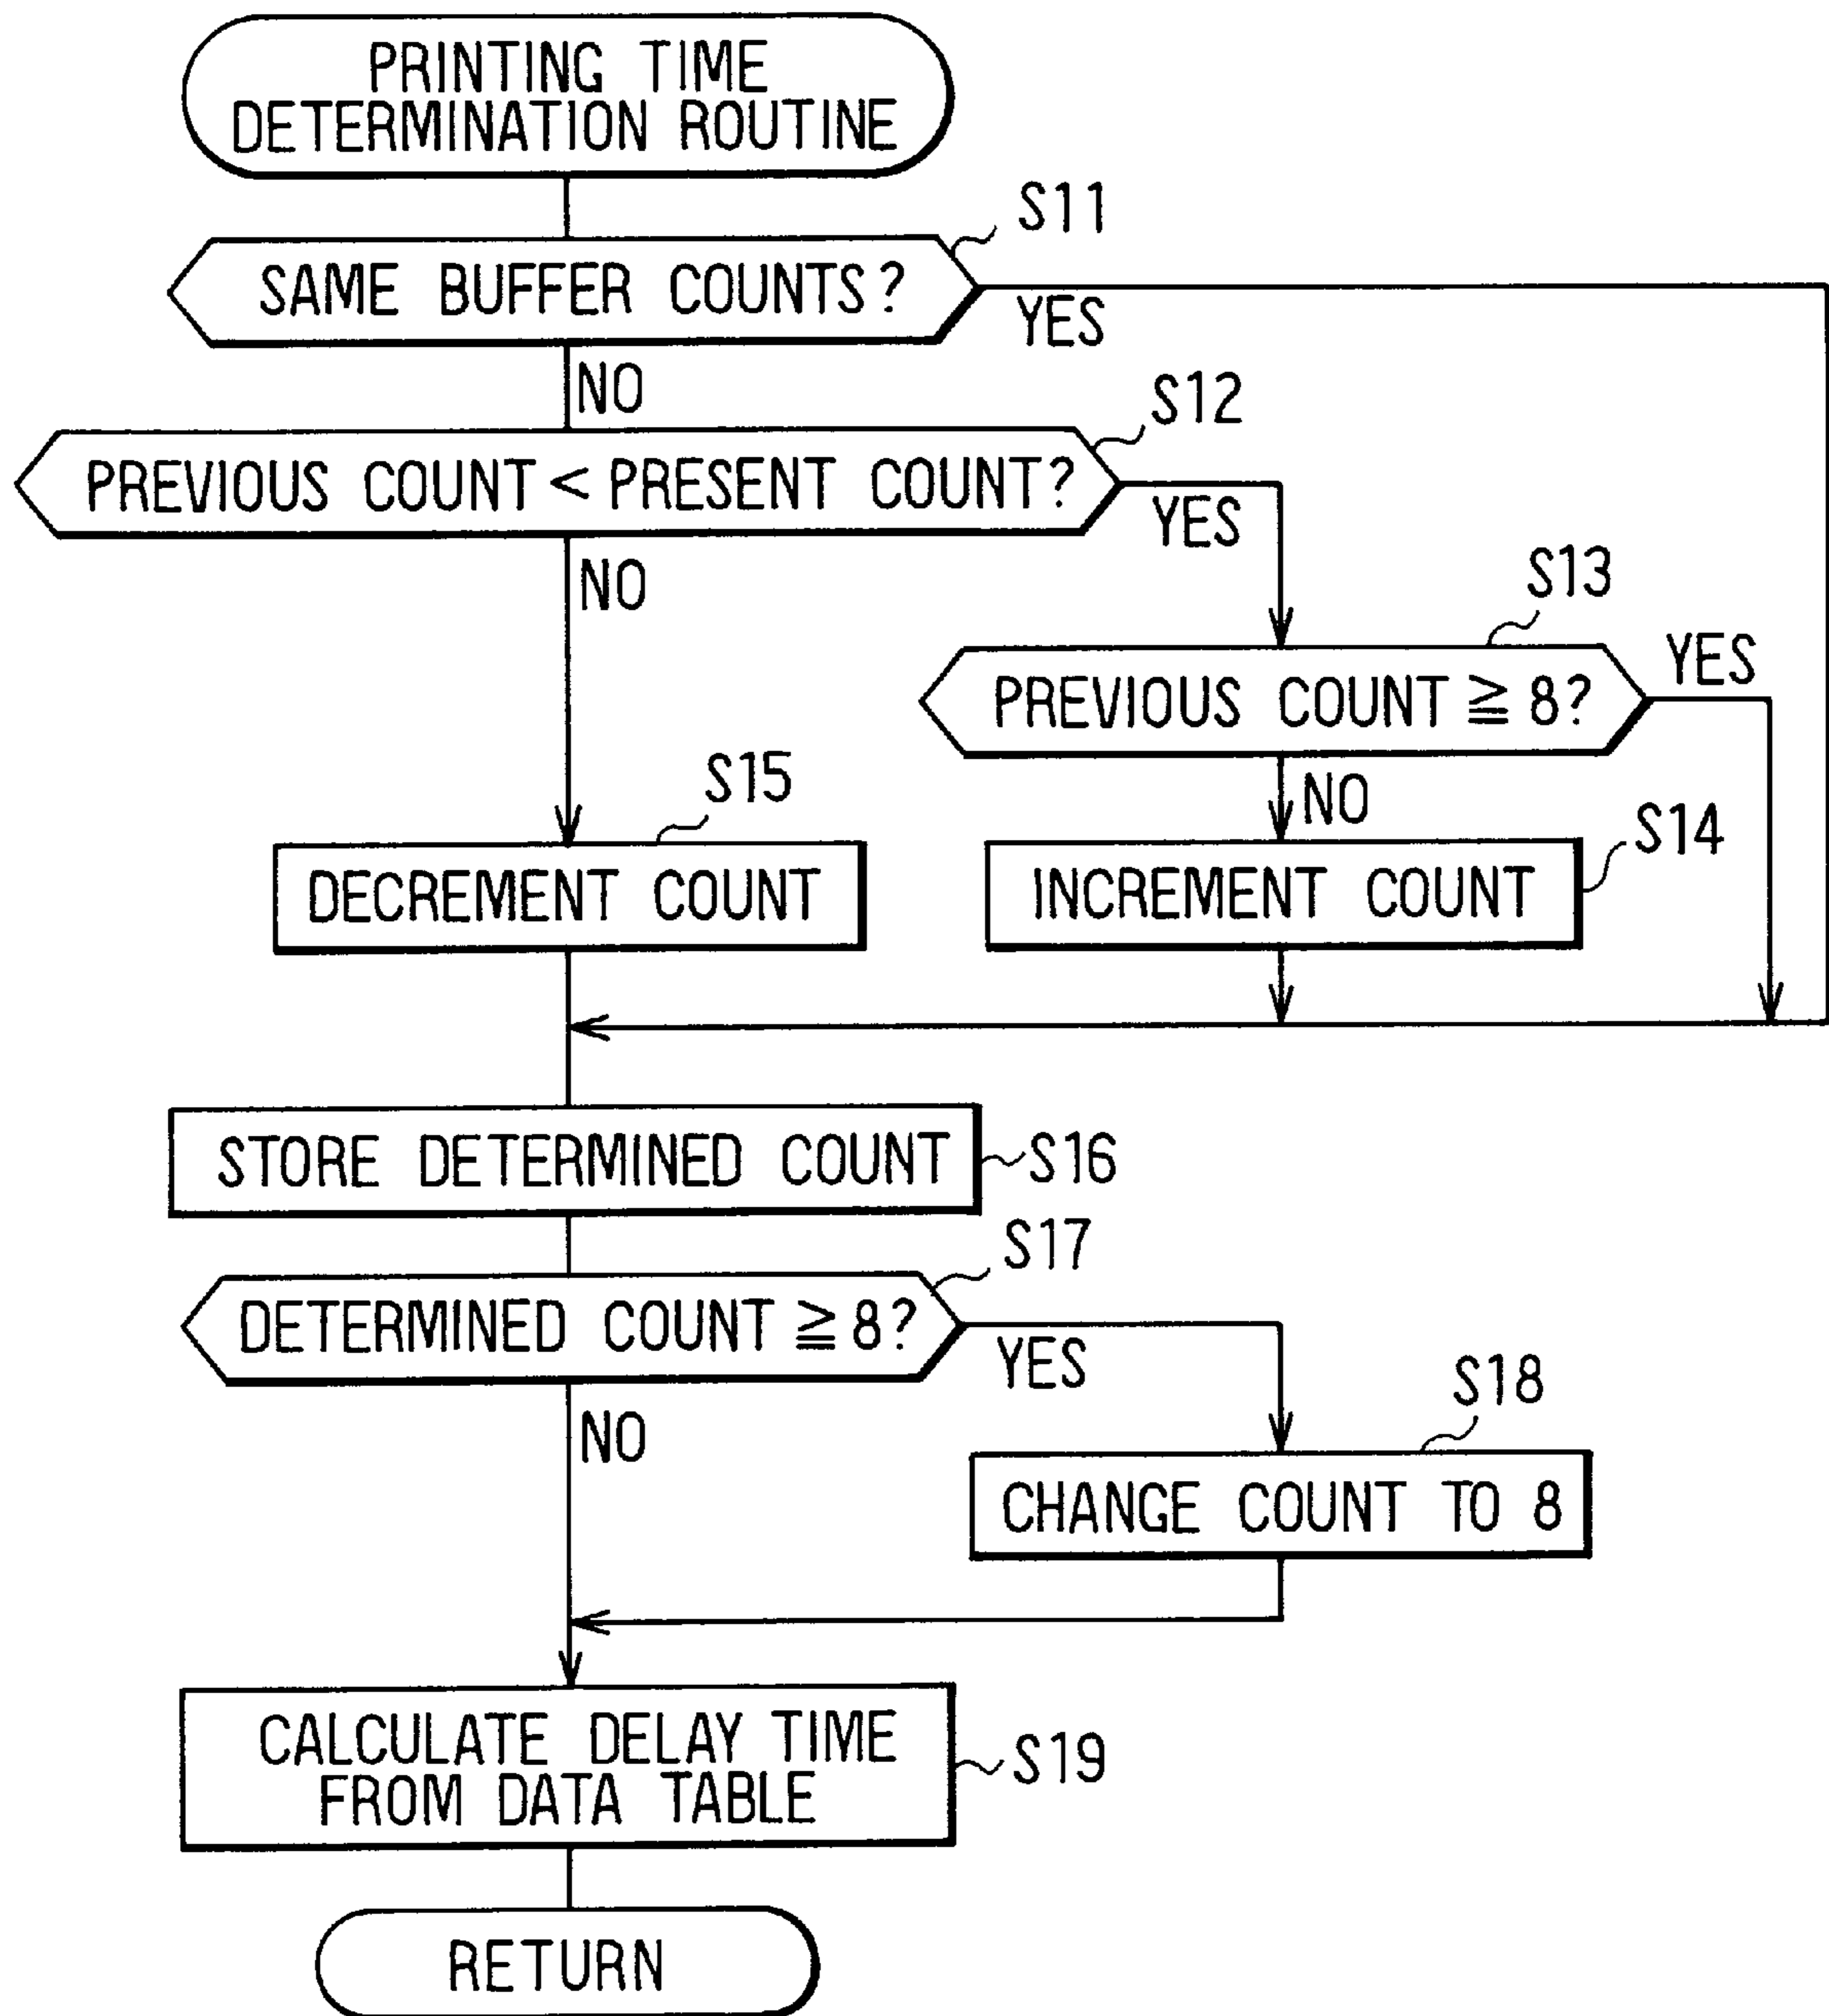 PRINTING TIME
DETERMINATION ROUTINE
S11
SAME BUFFER COUNTS?
YES
NO
S12
PREVIOUS COUNT < PRESENT COUNT?
YES
NO
S13
YES
PREVIOUS COUNT ≧ 8?
S15
NO
S14
DECREMENT COUNT
INCREMENT COUNT
STORE DETERMINED COUNT
S16
S17
DETERMINED COUNT ≧ 8?
YES
S18
NO
CHANGE COUNT TO 8
CALCULATE DELAY TIME
FROM DATA TABLE
S19
RETURN